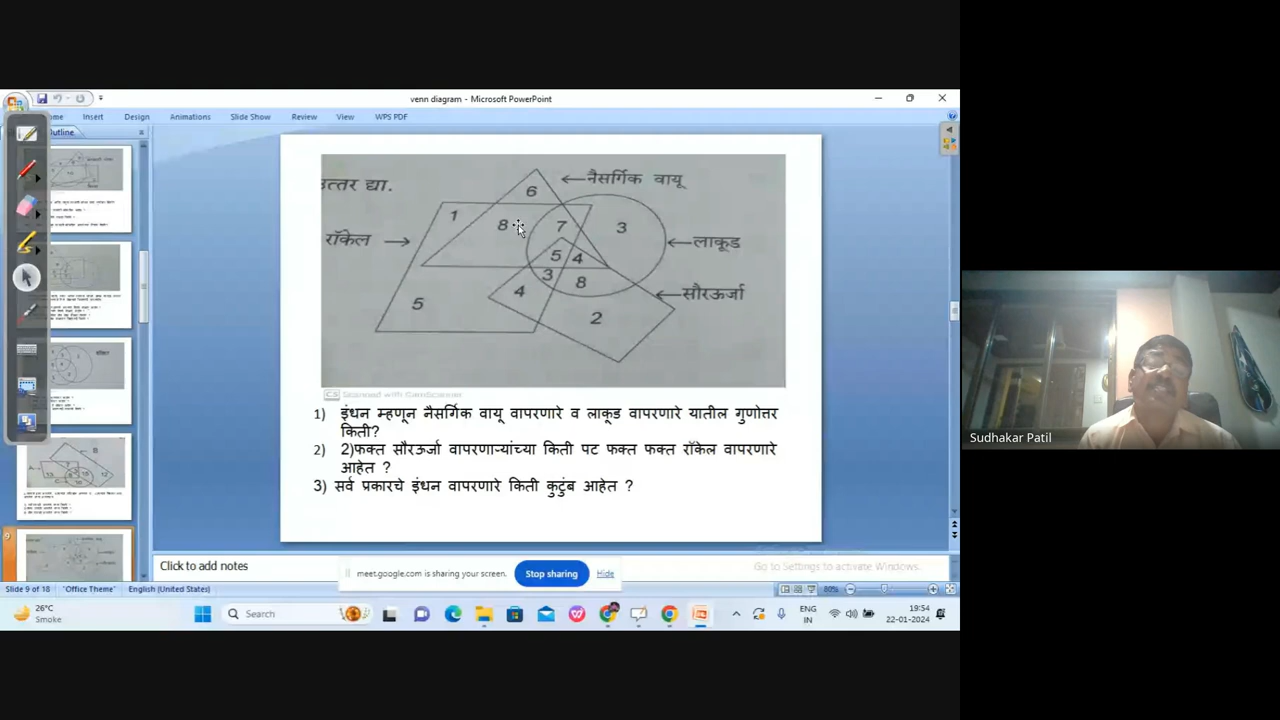 venn diagram - Microsoft PowerPoint
Insert Design Animations Slide Show Review View WPS PDF
Outline
उत्तर द्या.
6
नैसर्गिक वायू
1
8
7
3
रॉकेल
लाकूड
5 4
3
8
4
सौरऊर्जा
5
2
1) इंधन म्हणून नैसर्गिक वायू वापरणारे व लाकूड वापरणारे यातील गुणोत्तर
किती?
2) 2)फक्त सौरऊर्जा वापरणाऱ्यांच्या किती पट फक्त फक्त रॉकेल वापरणारे
आहेत ?
3) सर्व प्रकारचे इंधन वापरणारे किती कुटुंब आहेत ?
Sudhakar Patil
9
Click to add notes
Go to Settings to activate Windows.
meet.google.com is sharing your screen. Stop sharing Hide
Slide 9 of 18 "Office Theme" English (United States) 80%
26°C
Smoke
Search
ENG
IN
19:54
22-01-2024